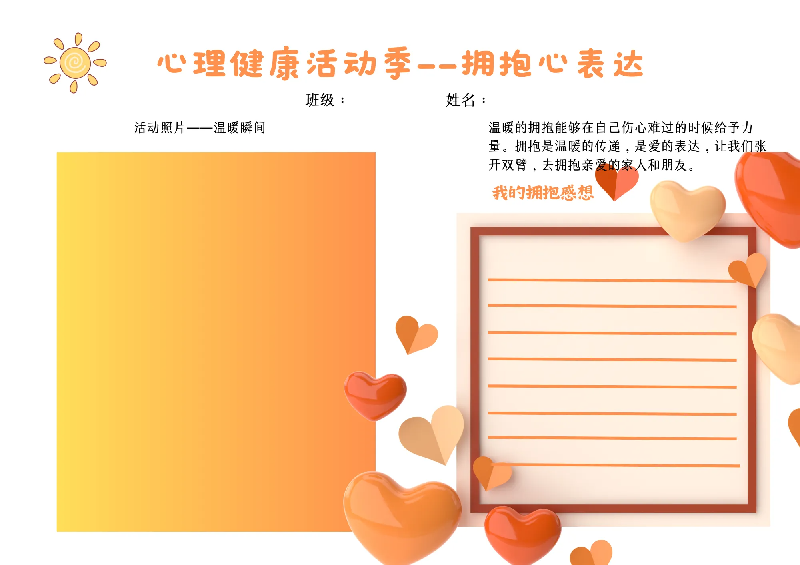 心理健康活动季--拥抱心表达
班级： 姓名：
活动照片——温暖瞬间
温暖的拥抱能够在自己伤心难过的时候给予力
量。拥抱是温暖的传递，是爱的表达，让我们张
开双臂，去拥抱亲爱的家人和朋友。
我的拥抱感想